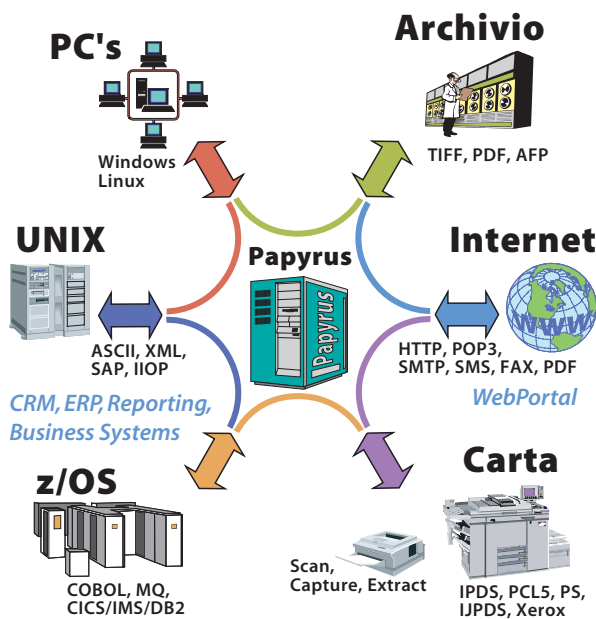 PC's
Windows
Linux
Archivio
TIFF, PDF, AFP
UNIX
ASCII, XML,
SAP, IIOP
CRM, ERP, Reporting,
Business Systems
Papyrus
Papyrus
Internet
WWW
HTTP, POP3,
SMTP, SMS, FAX, PDF
WebPortal
z/OS
COBOL, MQ,
CICS/IMS/DB2
Carta
Scan,
Capture, Extract
IPDS, PCL5, PS,
IJPDS, Xerox